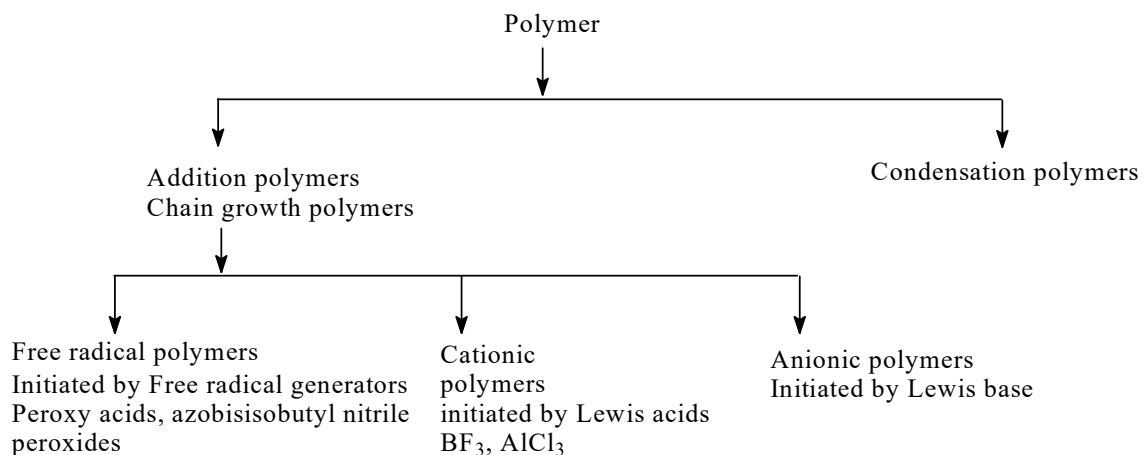 Polymer
Addition polymers
Chain growth polymers
Condensation polymers
Free radical polymers
Initiated by Free radical generators
Peroxy acids, azobisisobutyl nitrile
peroxides
Cationic
polymers
initiated by Lewis acids
BF₃, AlCl₃
Anionic polymers
Initiated by Lewis base